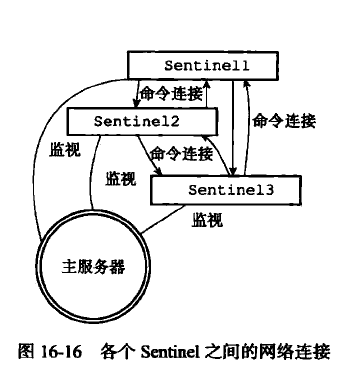 Sentinel1
命令连接
Sentinel2
监视
命令连接
命令连接
监视
Sentinel3
监视
主服务器
图 16-16 各个 Sentinel 之间的网络连接